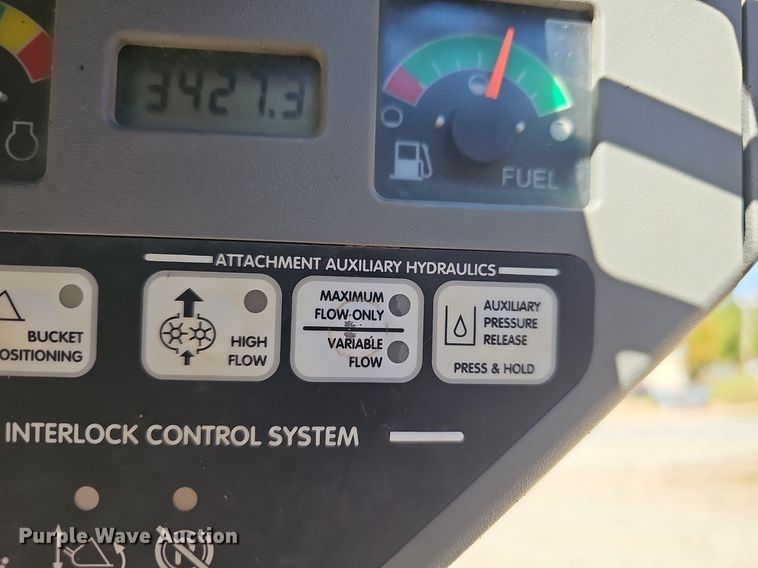 3427.3
FUEL
ATTACHMENT AUXILIARY HYDRAULICS
BUCKET
OSITIONING
HIGH
FLOW
MAXIMUM
FLOW ONLY
VARIABLE
FLOW
AUXILIARY
PRESSURE
RELEASE
PRESS & HOLD
INTERLOCK CONTROL SYSTEM
Purple Wave Auction